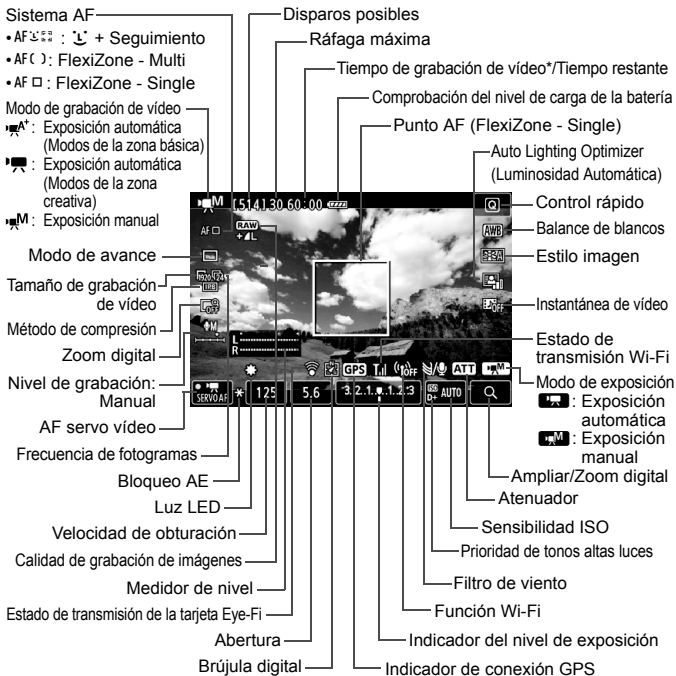 Sistema AF
• AF : + Seguimiento
• AF( ) : FlexiZone - Multi
• AF □ : FlexiZone - Single
Modo de grabación de vídeo
A+ : Exposición automática
(Modos de la zona básica)
: Exposición automática
(Modos de la zona
creativa)
M : Exposición manual
Modo de avance
Tamaño de grabación
de vídeo
Método de compresión
Zoom digital
Nivel de grabación:
Manual
AF servo vídeo
Frecuencia de fotogramas
Bloqueo AE
Luz LED
Velocidad de obturación
Calidad de grabación de imágenes
Medidor de nivel
Estado de transmisión de la tarjeta Eye-Fi
Abertura
Brújula digital
Disparos posibles
Ráfaga máxima
Tiempo de grabación de vídeo*/Tiempo restante
Comprobación del nivel de carga de la batería
Punto AF (FlexiZone - Single)
Auto Lighting Optimizer
(Luminosidad Automática)
Control rápido
Balance de blancos
Estilo imagen
Instantánea de vídeo
Estado de
transmisión Wi-Fi
Modo de exposición
: Exposición
automática
M : Exposición
manual
Ampliar/Zoom digital
Atenuador
Sensibilidad ISO
Prioridad de tonos altas luces
Filtro de viento
Función Wi-Fi
Indicador del nivel de exposición
Indicador de conexión GPS
M [514] 30 60:00
Q
AF □ RAW
+ L
AWB
A
1920
IPB
OFF
OFF
M
L
R
GPS OFF ATT M
SERVO AF * 125 5.6 -3..2..1..▼..1..2..:3 ISO D+ AUTO